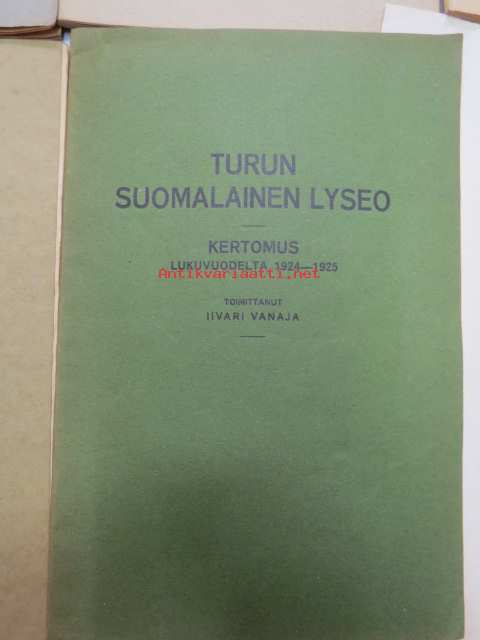 TURUN
SUOMALAINEN LYSEO
KERTOMUS
LUKUVUODELTA 1924—1925
Antikvariaatti.net
TOIMITTANUT
IIVARI VANAJA